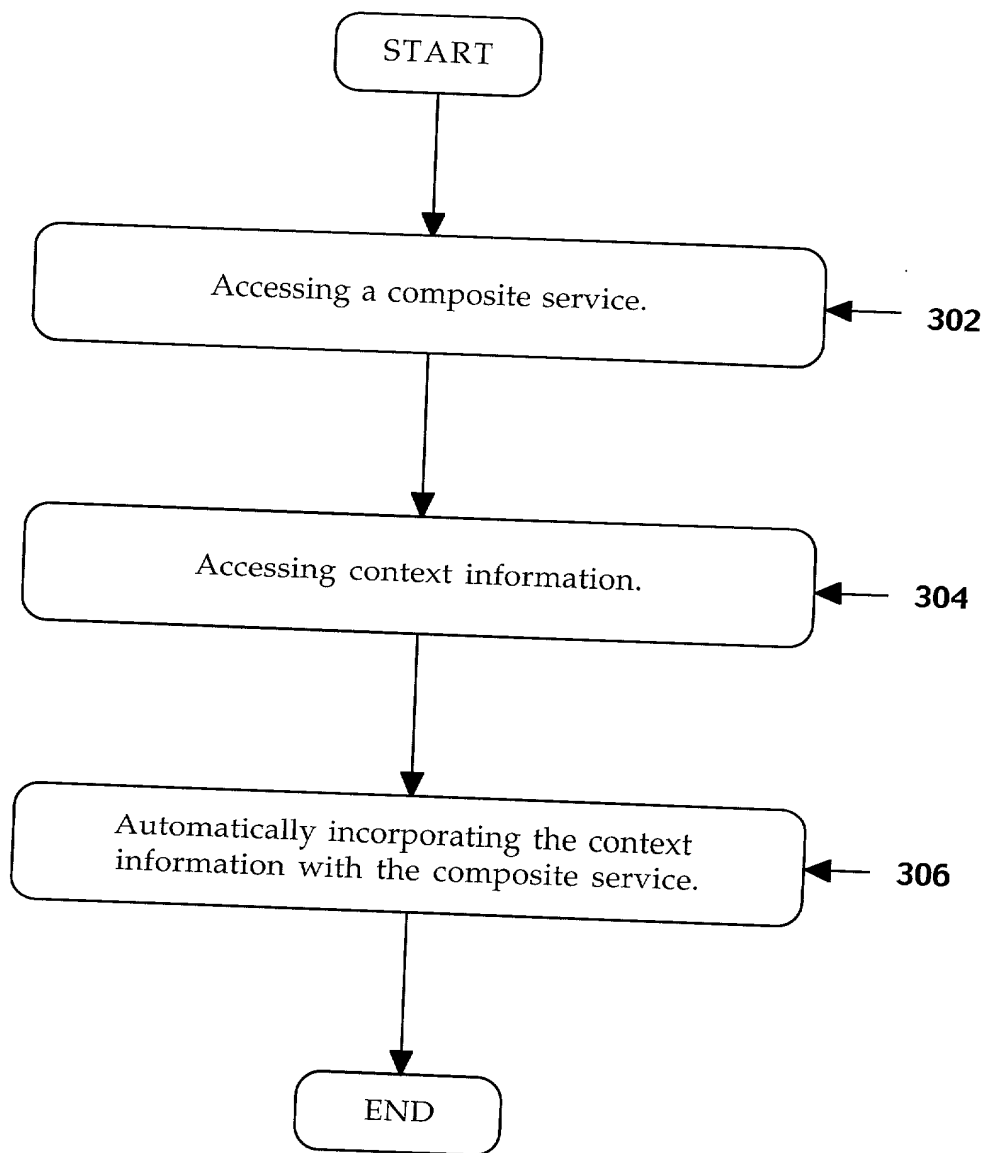 START
Accessing a composite service.
302
Accessing context information.
304
Automatically incorporating the context
information with the composite service.
306
END